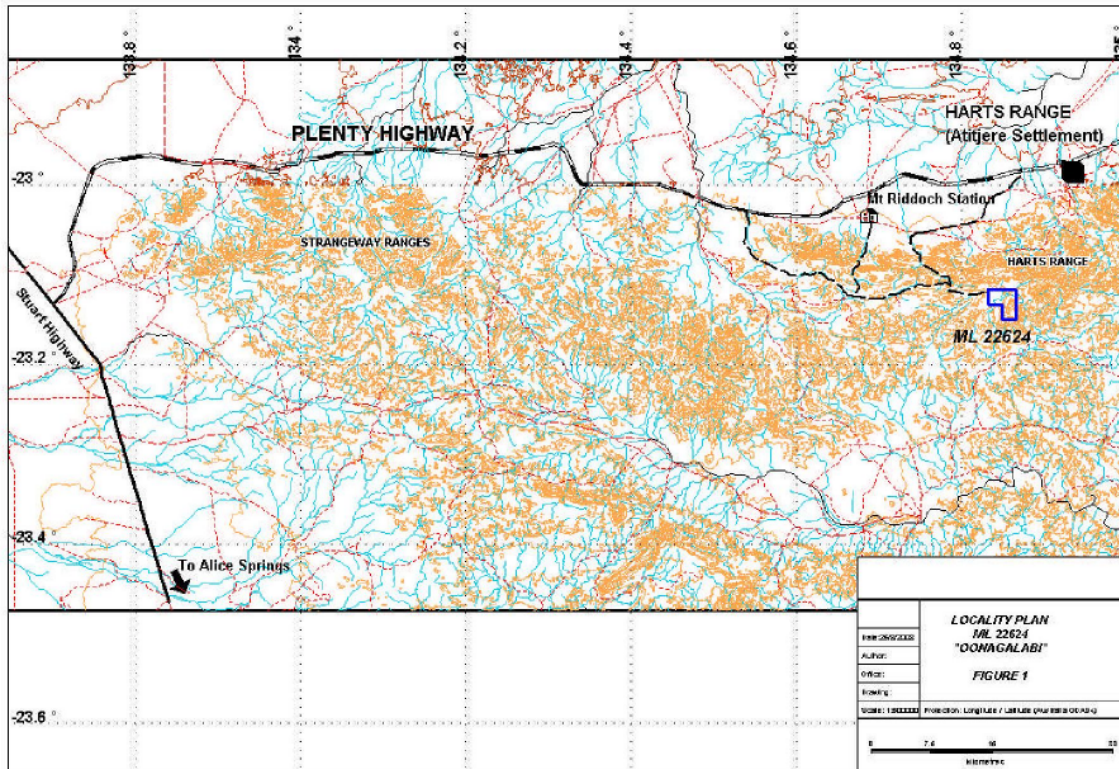 133.8
134
134.2
134.4
134.6
134.8
PLENTY HIGHWAY
HARTS RANGE
(Atitjere Settlement)
-23
Mt Riddoch Station
STRANGEWAY RANGES
HARTS RANGE
Stuart Highway
ML 22624
-23.2
-23.4
To Alice Springs
-23.6
LOCALITY PLAN
ML 22624
"OONAGALABI"
FIGURE 1
Author:
Office:
Drawing:
Scale:
Projection: Longitude / Latitude
Kilometres